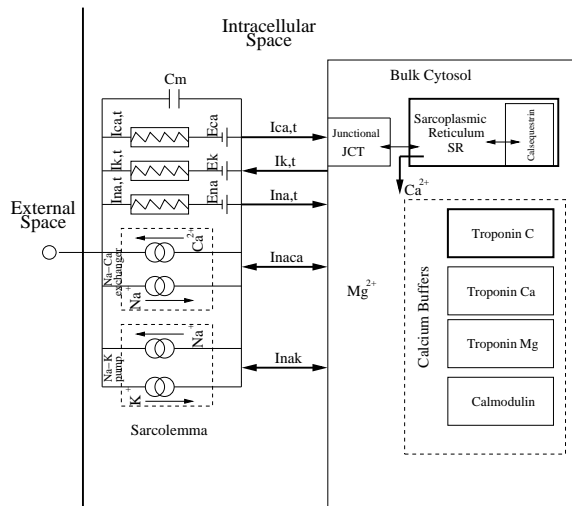 Intracellular
Space
Cm
Bulk Cytosol
Ica,t
Eca
Ica,t
Junctional
JCT
Sarcoplasmic
Reticulum
SR
Calsequestrin
Ik,t
Ek
Ik,t
Ina,t
Ena
Ina,t
Ca2+
External
Space
Na−Ca
exchanger
Ca2+
Na+
Inaca
Mg2+
Calcium Buffers
Troponin C
Troponin Ca
Troponin Mg
Calmodulin
Na−K
pump
Na+
K+
Inak
Sarcolemma